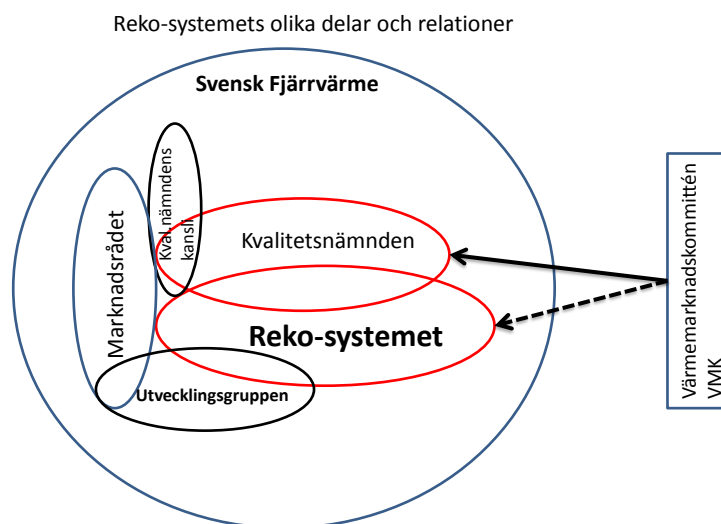 Reko-systemets olika delar och relationer
Svensk Fjärrvärme
Marknadsrådet
Kval.nämndens
kansli
Kvalitetsnämnden
Reko-systemet
Utvecklingsgruppen
Värmemarknadskommittén
VMK